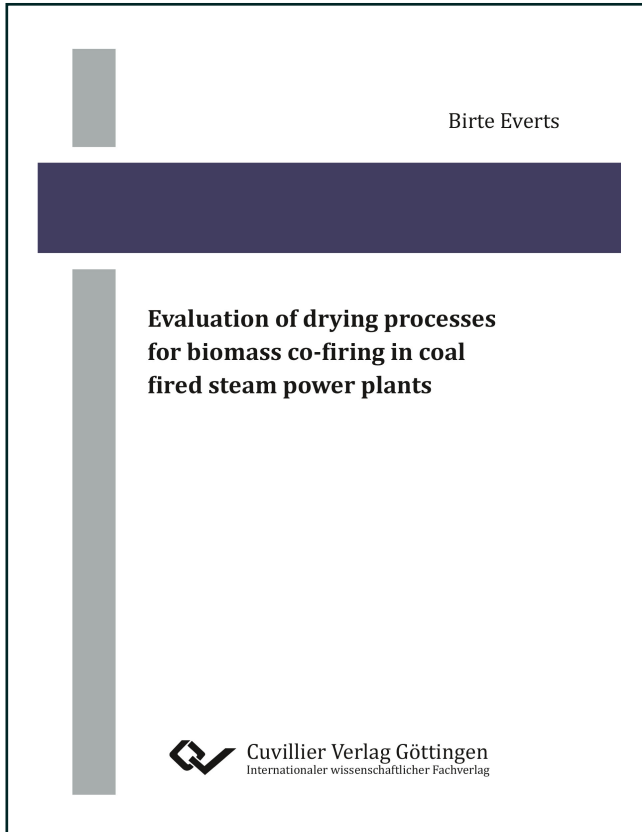 Birte Everts
Evaluation of drying processes
for biomass co-firing in coal
fired steam power plants
Cuvillier Verlag Göttingen
Internationaler wissenschaftlicher Fachverlag